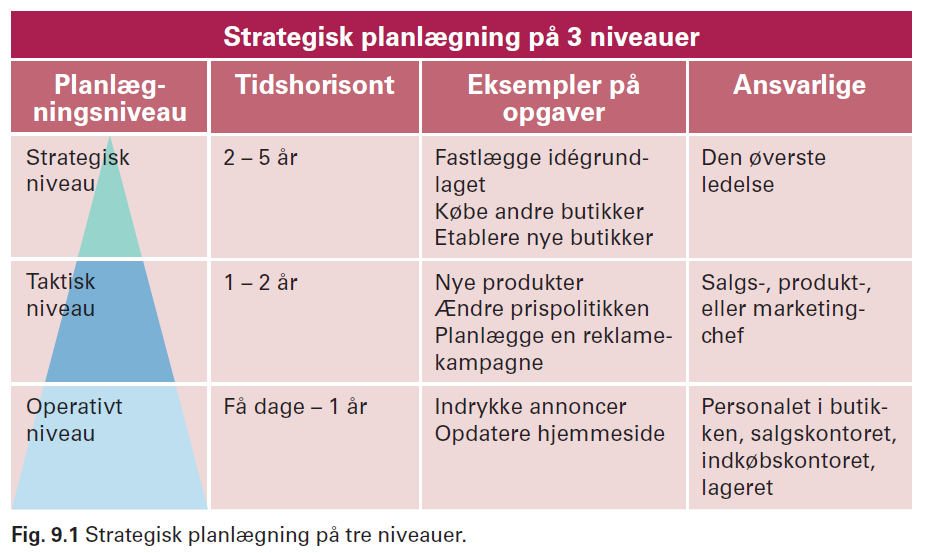 Strategisk planlægning på 3 niveauer
Planlæg-
ningsniveau
Tidshorisont
Eksempler på
opgaver
Ansvarlige
Strategisk
niveau
2 – 5 år
Fastlægge idégrund-
laget
Købe andre butikker
Etablere nye butikker
Den øverste
ledelse
Taktisk
niveau
1 – 2 år
Nye produkter
Ændre prispolitikken
Planlægge en reklame-
kampagne
Salgs-, produkt-,
eller marketing-
chef
Operativt
niveau
Få dage – 1 år
Indrykke annoncer
Opdatere hjemmeside
Personalet i butik-
ken, salgskontoret,
indkøbskontoret,
lageret
Fig. 9.1 Strategisk planlægning på tre niveauer.